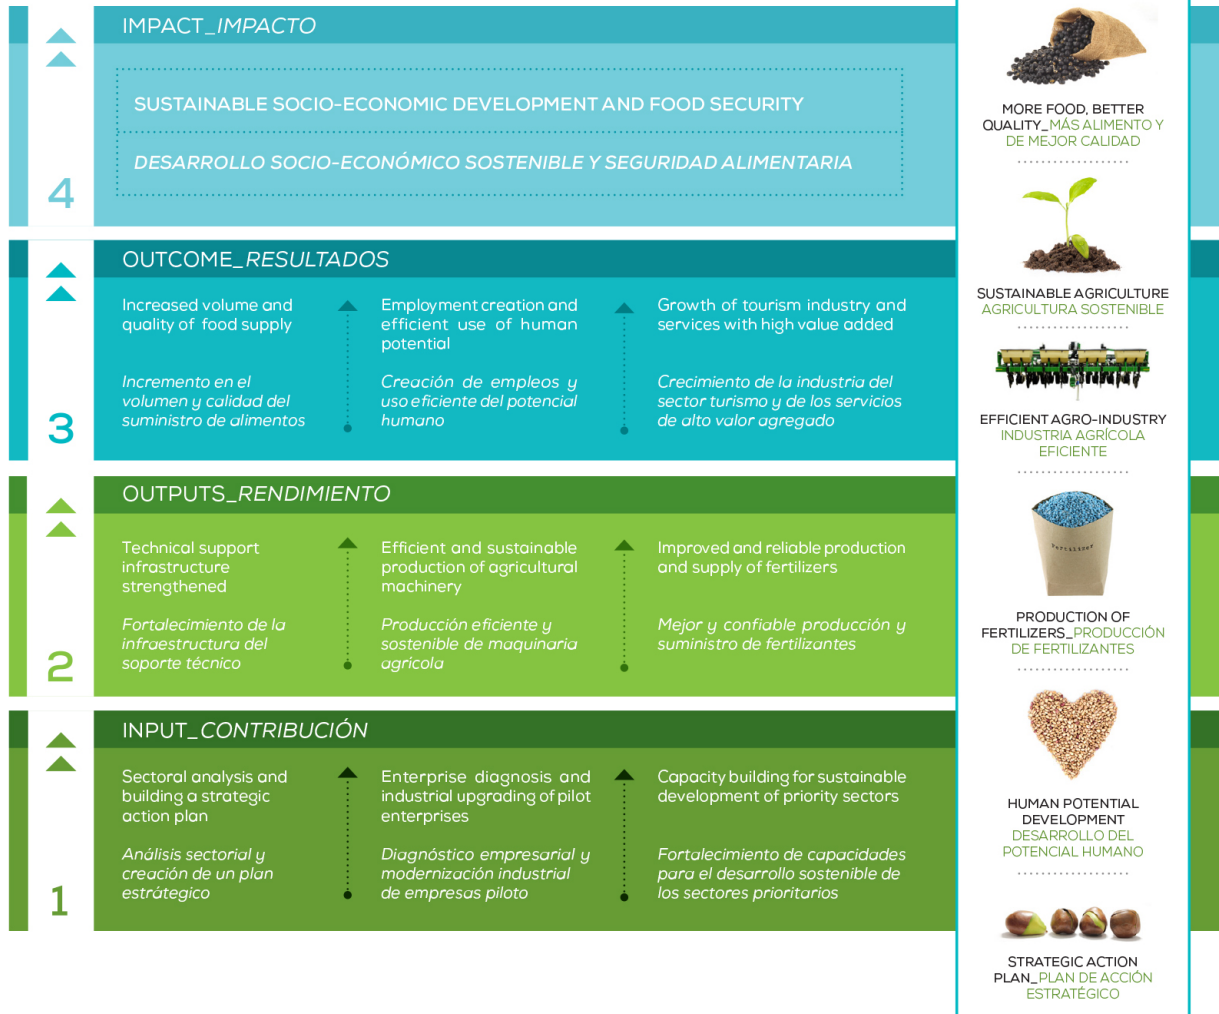 IMPACT_IMPACTO
SUSTAINABLE SOCIO-ECONOMIC DEVELOPMENT AND FOOD SECURITY
DESARROLLO SOCIO-ECONÓMICO SOSTENIBLE Y SEGURIDAD ALIMENTARIA
4
OUTCOME_RESULTADOS
Increased volume and
quality of food supply
Incremento en el
volumen y calidad del
suministro de alimentos
Employment creation and
efficient use of human
potential
Creación de empleos y
uso eficiente del potencial
humano
Growth of tourism industry and
services with high value added
Crecimiento de la industria del
sector turismo y de los servicios
de alto valor agregado
3
OUTPUTS_RENDIMIENTO
Technical support
infrastructure
strengthened
Fortalecimiento de la
infraestructura del
soporte técnico
Efficient and sustainable
production of agricultural
machinery
Producción eficiente y
sostenible de maquinaria
agrícola
Improved and reliable production
and supply of fertilizers
Mejor y confiable producción y
suministro de fertilizantes
2
INPUT_CONTRIBUCIÓN
Sectoral analysis and
building a strategic
action plan
Análisis sectorial y
creación de un plan
estrátegico
Enterprise diagnosis and
industrial upgrading of pilot
enterprises
Diagnóstico empresarial y
modernización industrial
de empresas piloto
Capacity building for sustainable
development of priority sectors
Fortalecimiento de capacidades
para el desarrollo sostenible de
los sectores prioritarios
1
MORE FOOD, BETTER
QUALITY_MÁS ALIMENTO Y
DE MEJOR CALIDAD
SUSTAINABLE AGRICULTURE
AGRICULTURA SOSTENIBLE
EFFICIENT AGRO-INDUSTRY
INDUSTRIA AGRÍCOLA
EFICIENTE
Fertilizer
PRODUCTION OF
FERTILIZERS_PRODUCCIÓN
DE FERTILIZANTES
HUMAN POTENTIAL
DEVELOPMENT
DESARROLLO DEL
POTENCIAL HUMANO
STRATEGIC ACTION
PLAN_PLAN DE ACCIÓN
ESTRATÉGICO